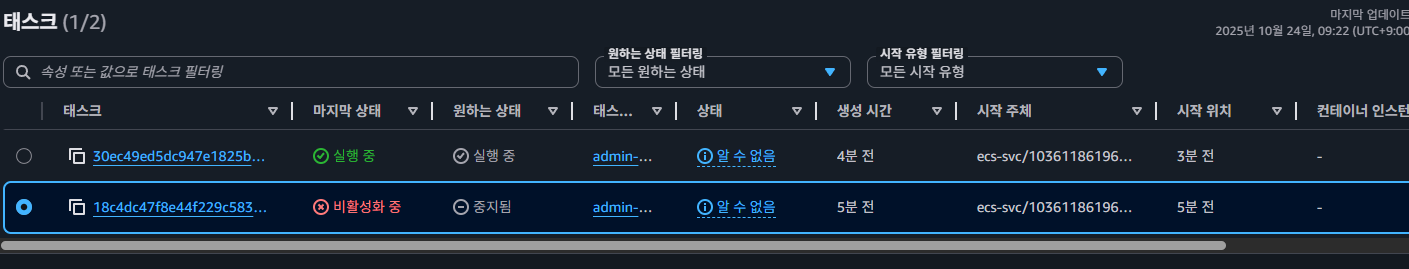 태스크 (1/2)
마지막 업데이트
2025년 10월 24일, 09:22 (UTC+9:00
속성 또는 값으로 태스크 필터링
원하는 상태 필터링
모든 원하는 상태
시작 유형 필터링
모든 시작 유형
태스크 마지막 상태 원하는 상태 태스... 상태 생성 시간 시작 주체 시작 위치 컨테이너 인스턴
30ec49ed5dc947e1825b... 실행 중 실행 중 admin-... 알 수 없음 4분 전 ecs-svc/10361186196... 3분 전 -
18c4dc47f8e44f229c583... 비활성화 중 중지됨 admin-... 알 수 없음 5분 전 ecs-svc/10361186196... 5분 전 -